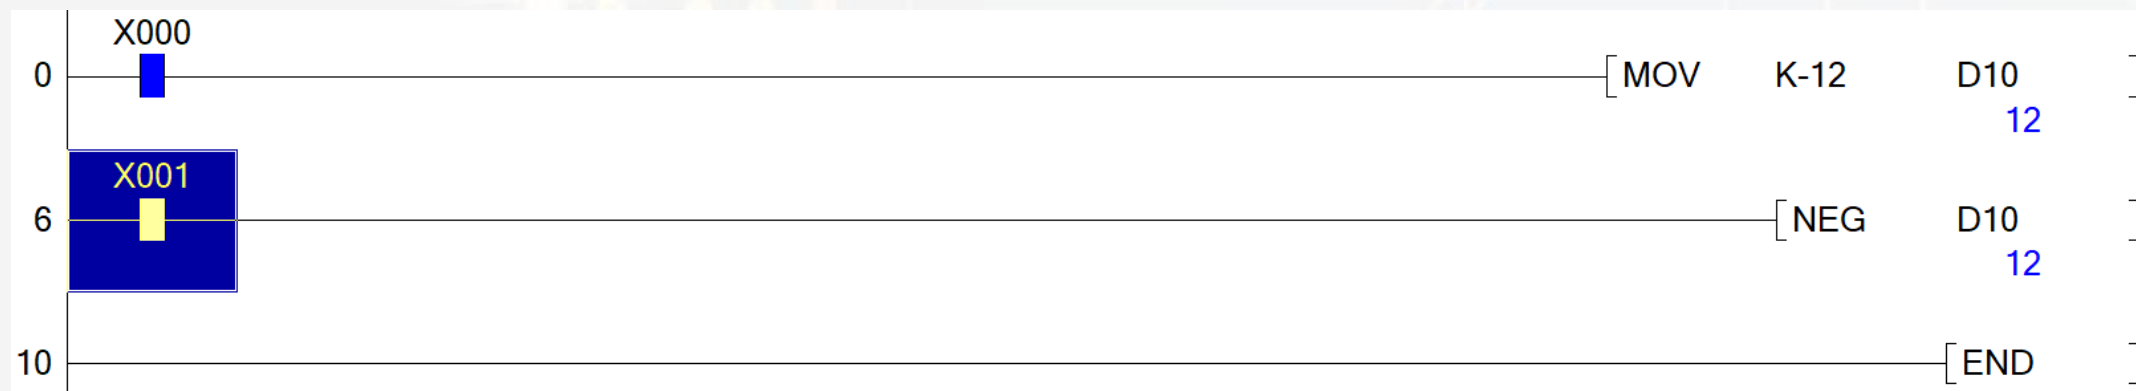 X000
0 [MOV K-12 D10 ]
12
X001
6 [NEG D10 ]
12
10 [END ]